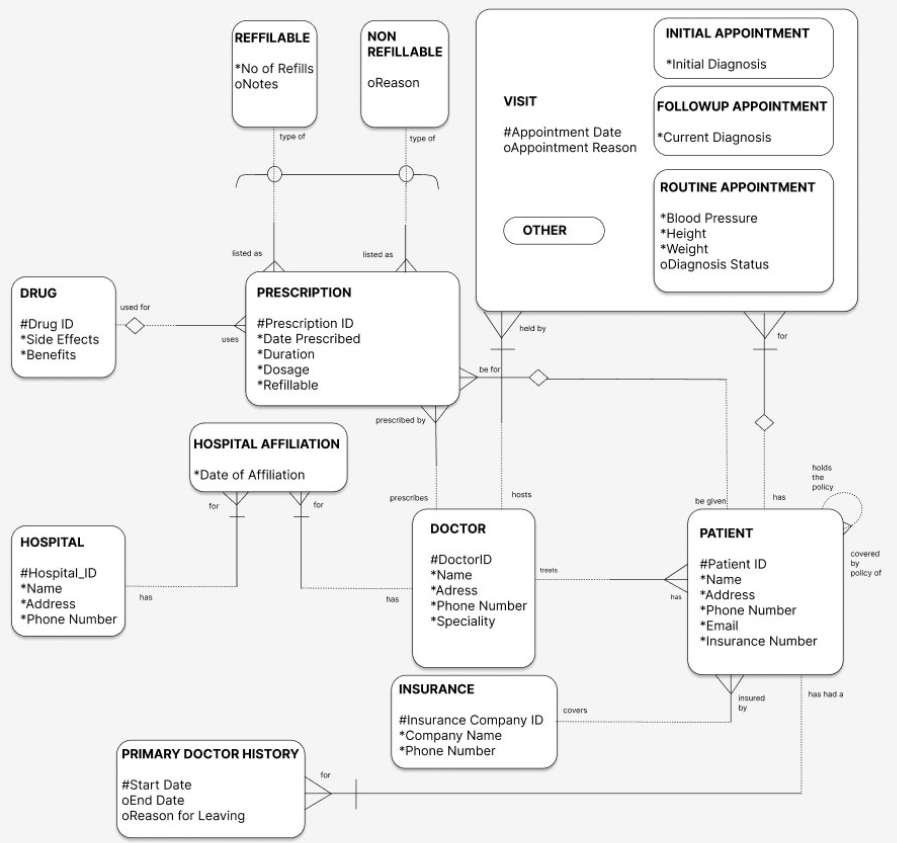 REFFILABLE
*No of Refills
oNotes
NON
REFILLABLE
oReason
type of
type of
listed as
listed as
VISIT
#Appointment Date
oAppointment Reason
OTHER
INITIAL APPOINTMENT
*Initial Diagnosis
FOLLOWUP APPOINTMENT
*Current Diagnosis
ROUTINE APPOINTMENT
*Blood Pressure
*Height
*Weight
oDiagnosis Status
DRUG
#Drug ID
*Side Effects
*Benefits
used for
uses
PRESCRIPTION
#Prescription ID
*Date Prescribed
*Duration
*Dosage
*Refillable
held by
for
be for
prescribed by
prescribes
hosts
be given
has
holds
the
policy
covered
by
policy of
HOSPITAL AFFILIATION
*Date of Affiliation
for
for
HOSPITAL
#Hospital_ID
*Name
*Address
*Phone Number
has
has
DOCTOR
#DoctorID
*Name
*Adress
*Phone Number
*Speciality
treats
has
PATIENT
#Patient ID
*Name
*Address
*Phone Number
*Email
*Insurance Number
INSURANCE
#Insurance Company ID
*Company Name
*Phone Number
covers
insured
by
has had a
PRIMARY DOCTOR HISTORY
#Start Date
oEnd Date
oReason for Leaving
for